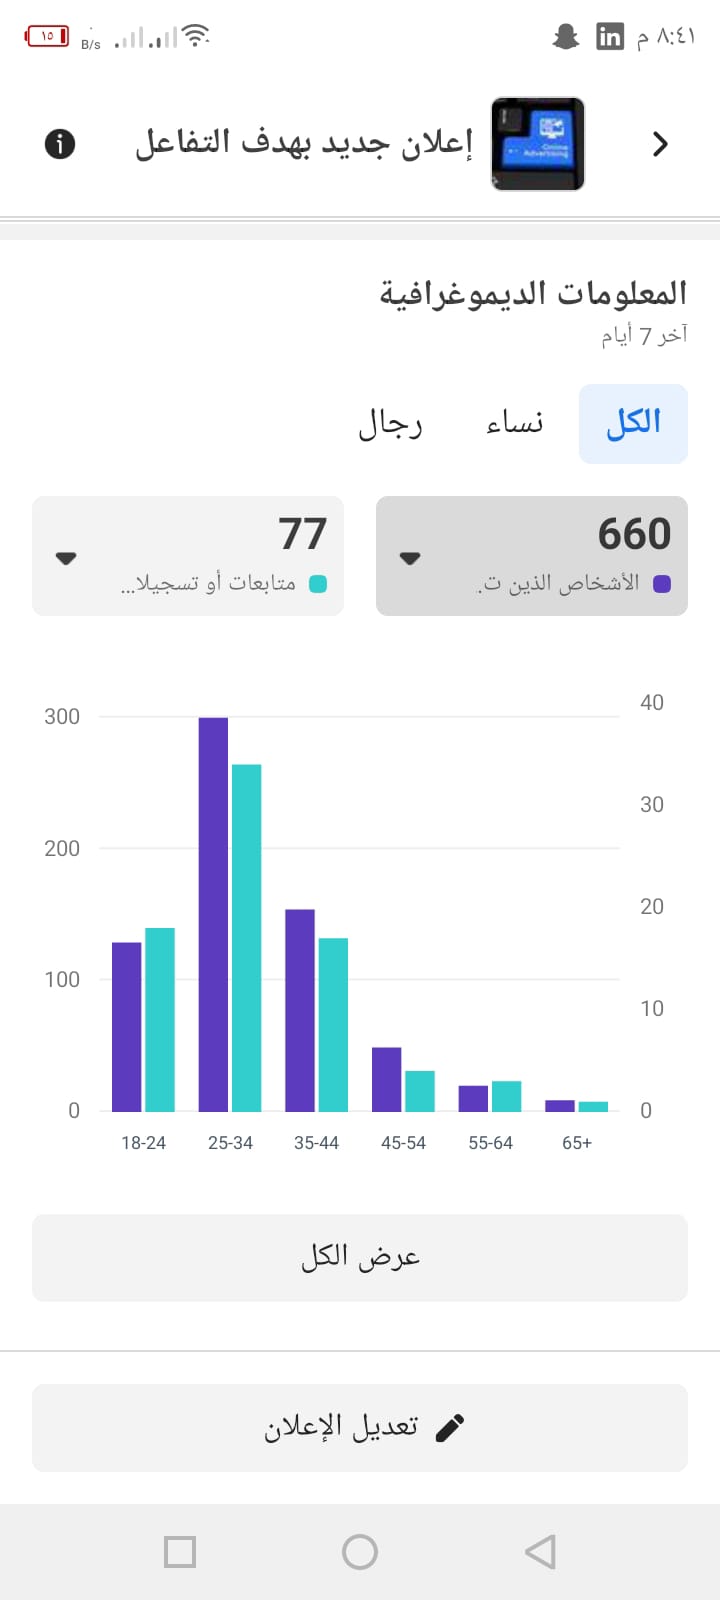 ٨:٤١ م in B/s ١٥
إعلان جديد بهدف التفاعل
Online
Advertising
المعلومات الديموغرافية
آخر 7 أيام
الكل نساء رجال
660
الأشخاص الذين ت.
77
متابعات أو تسجيلا...
300
200
100
0
40
30
20
10
0
18-24 25-34 35-44 45-54 55-64 65+
عرض الكل
تعديل الإعلان